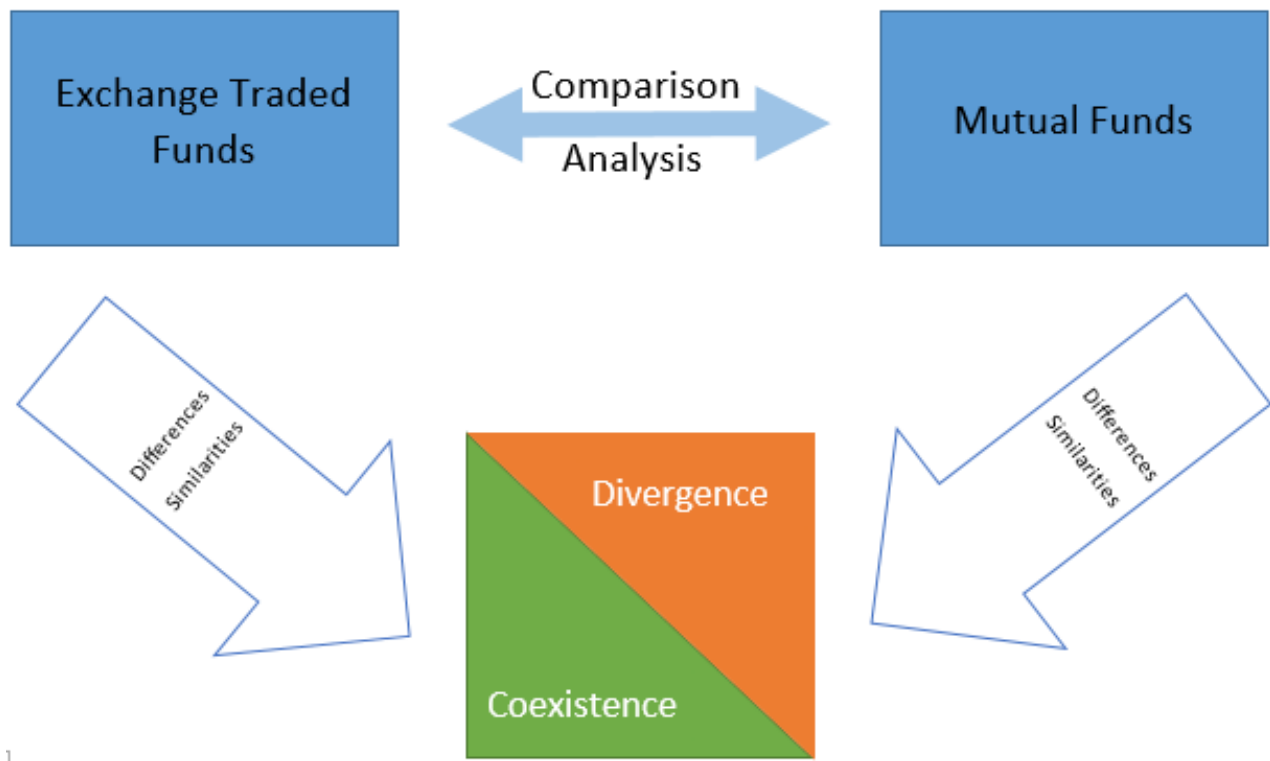 Exchange Traded
Funds
Comparison
Analysis
Mutual Funds
Differences
Similarities
Differences
Similarities
Divergence
Coexistence
1